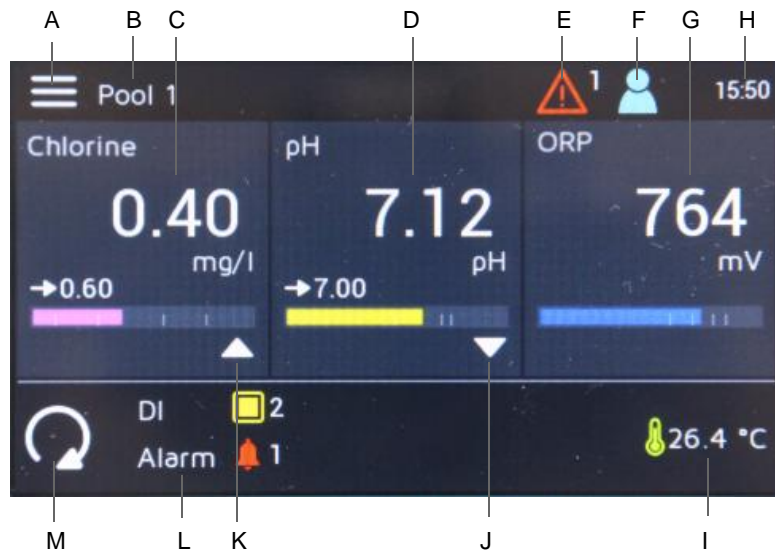 A B C D E F G H
Pool 1 1 15:50
Chlorine pH ORP
0.40 7.12 764
mg/l pH mV
→0.60 →7.00
DI 2
Alarm 1 26.4 °C
M L K J I